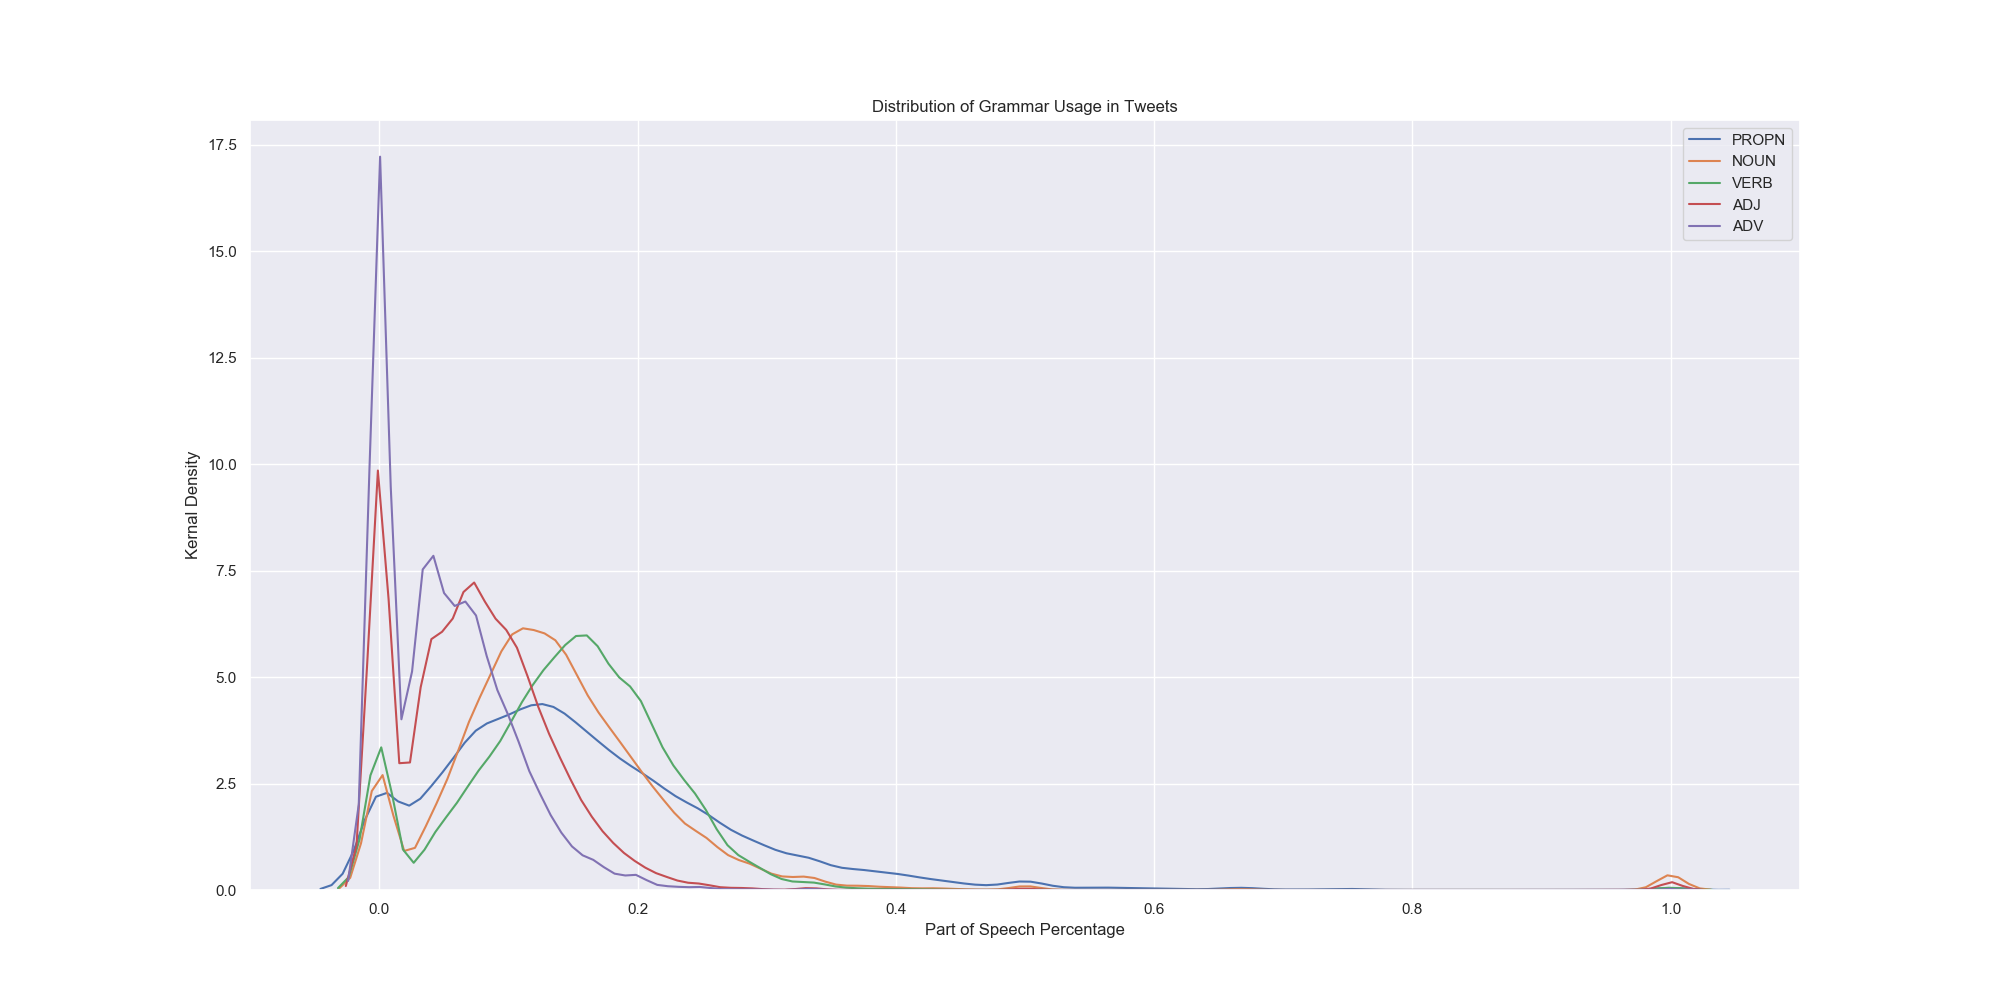 Distribution of Grammar Usage in Tweets
PROPN
NOUN
VERB
ADJ
ADV
17.5
15.0
12.5
10.0
7.5
5.0
2.5
0.0
Kernal Density
0.0 0.2 0.4 0.6 0.8 1.0
Part of Speech Percentage